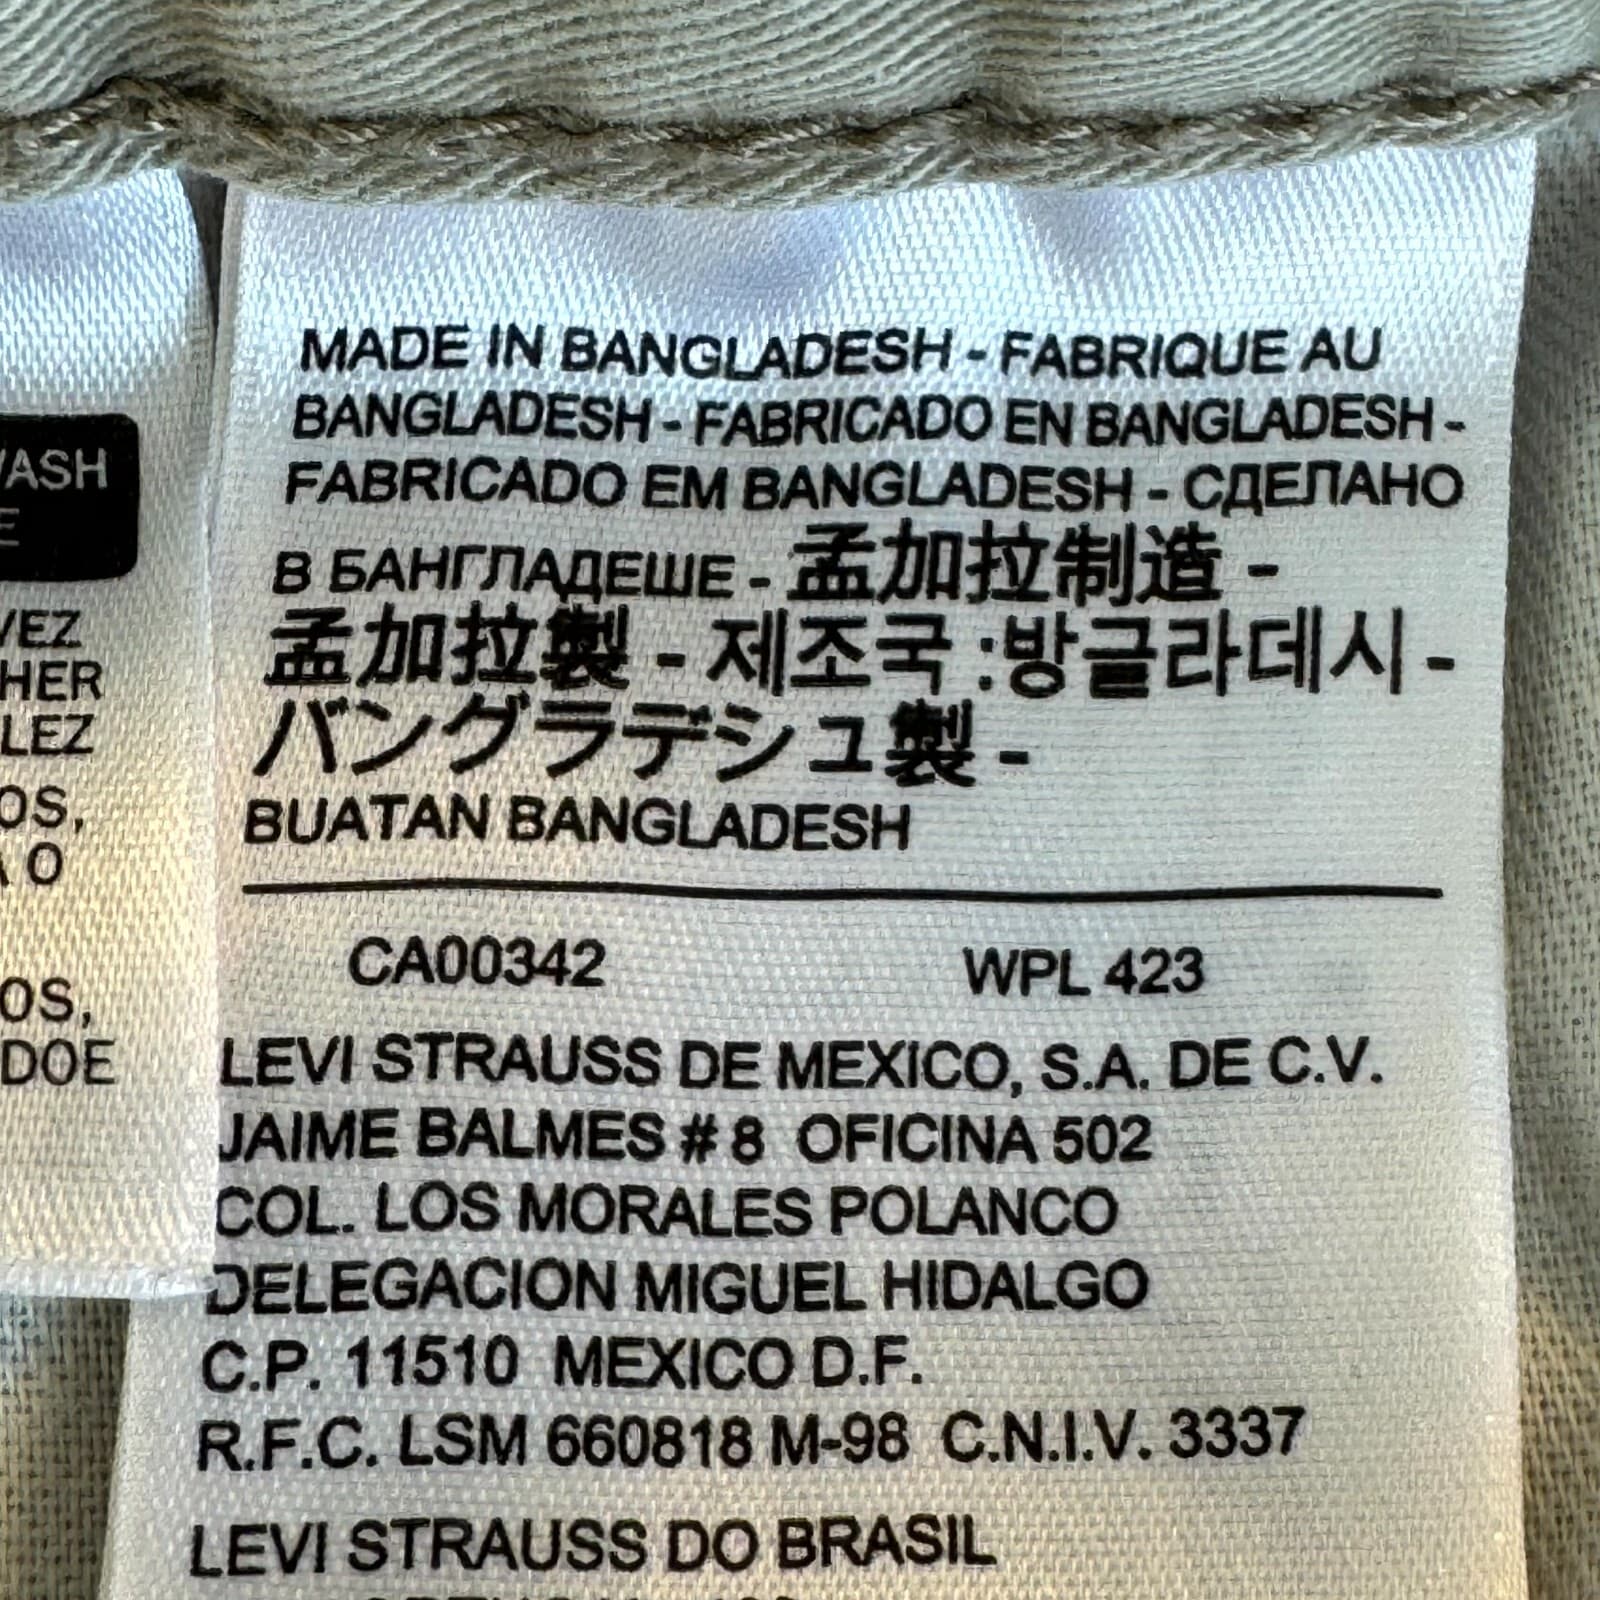 MADE IN BANGLADESH - FABRIQUE AU
BANGLADESH - FABRICADO EN BANGLADESH -
FABRICADO EM BANGLADESH - СДЕЛАНО
В БАНГЛАДЕШЕ - 孟加拉制造 -
孟加拉製 - 제조국 :방글라데시 -
バングラデシュ製 -
BUATAN BANGLADESH
CA00342 WPL 423
LEVI STRAUSS DE MEXICO, S.A. DE C.V.
JAIME BALMES # 8 OFICINA 502
COL. LOS MORALES POLANCO
DELEGACION MIGUEL HIDALGO
C.P. 11510 MEXICO D.F.
R.F.C. LSM 660818 M-98 C.N.I.V. 3337
LEVI STRAUSS DO BRASIL